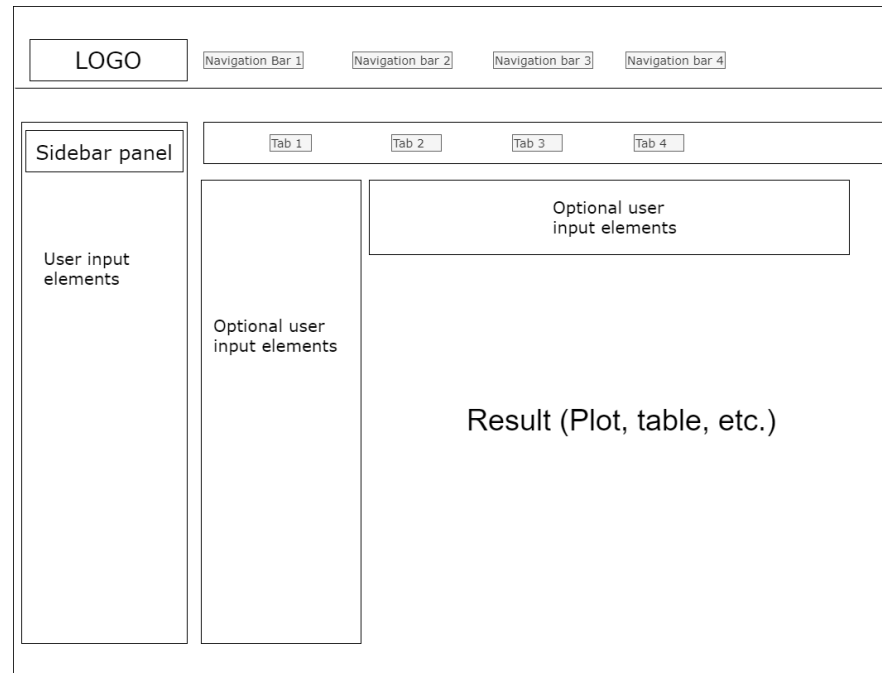 LOGO
Navigation Bar 1
Navigation bar 2
Navigation bar 3
Navigation bar 4
Sidebar panel
Tab 1
Tab 2
Tab 3
Tab 4
User input
elements
Optional user
input elements
Optional user
input elements
Result (Plot, table, etc.)